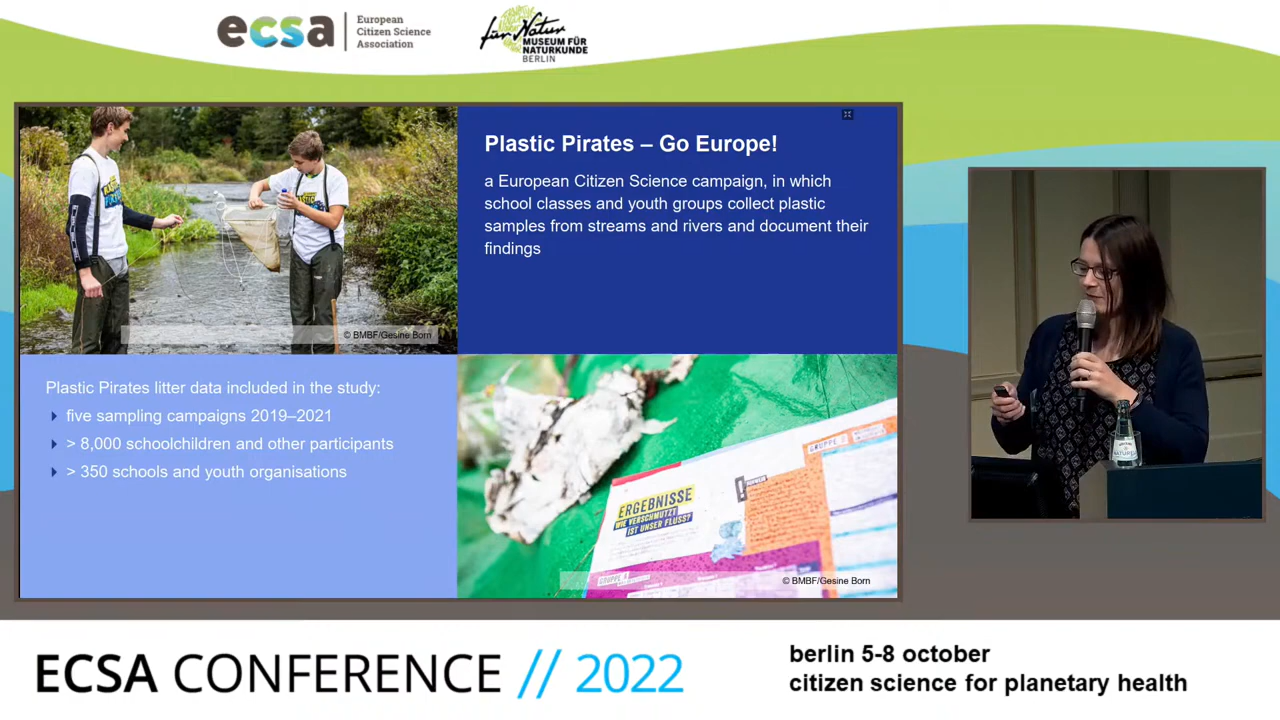 ecsa
European
Citizen Science
Association
für Natur
MUSEUM FÜR
NATURKUNDE
BERLIN
Plastic Pirates – Go Europe!
a European Citizen Science campaign, in which
school classes and youth groups collect plastic
samples from streams and rivers and document their
findings
© BMBF/Gesine Born
Plastic Pirates litter data included in the study:
five sampling campaigns 2019–2021
> 8,000 schoolchildren and other participants
> 350 schools and youth organisations
ERGEBNISSE
WIE VERSCHMUTZT
IST UNSER FLUSS?
GRUPPE
GRUPPE
© BMBF/Gesine Born
ECSA CONFERENCE // 2022
berlin 5-8 october
citizen science for planetary health